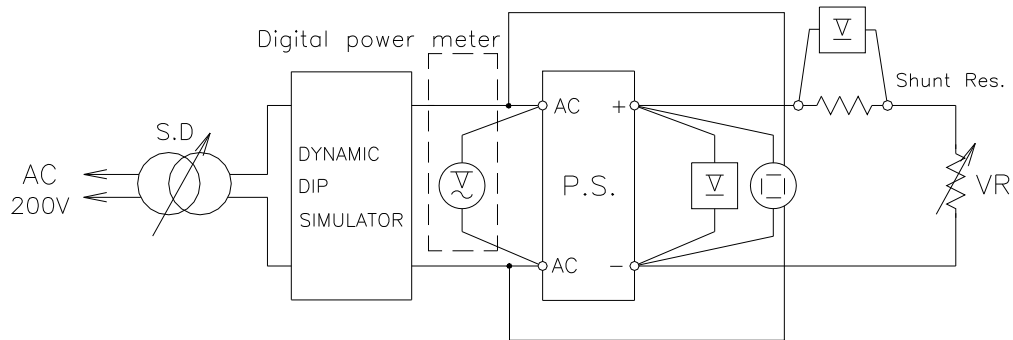 Digital power meter
V
Shunt Res.
S.D
AC
200V
DYNAMIC
DIP
SIMULATOR
V
AC
AC
P.S.
+
-
V
VR